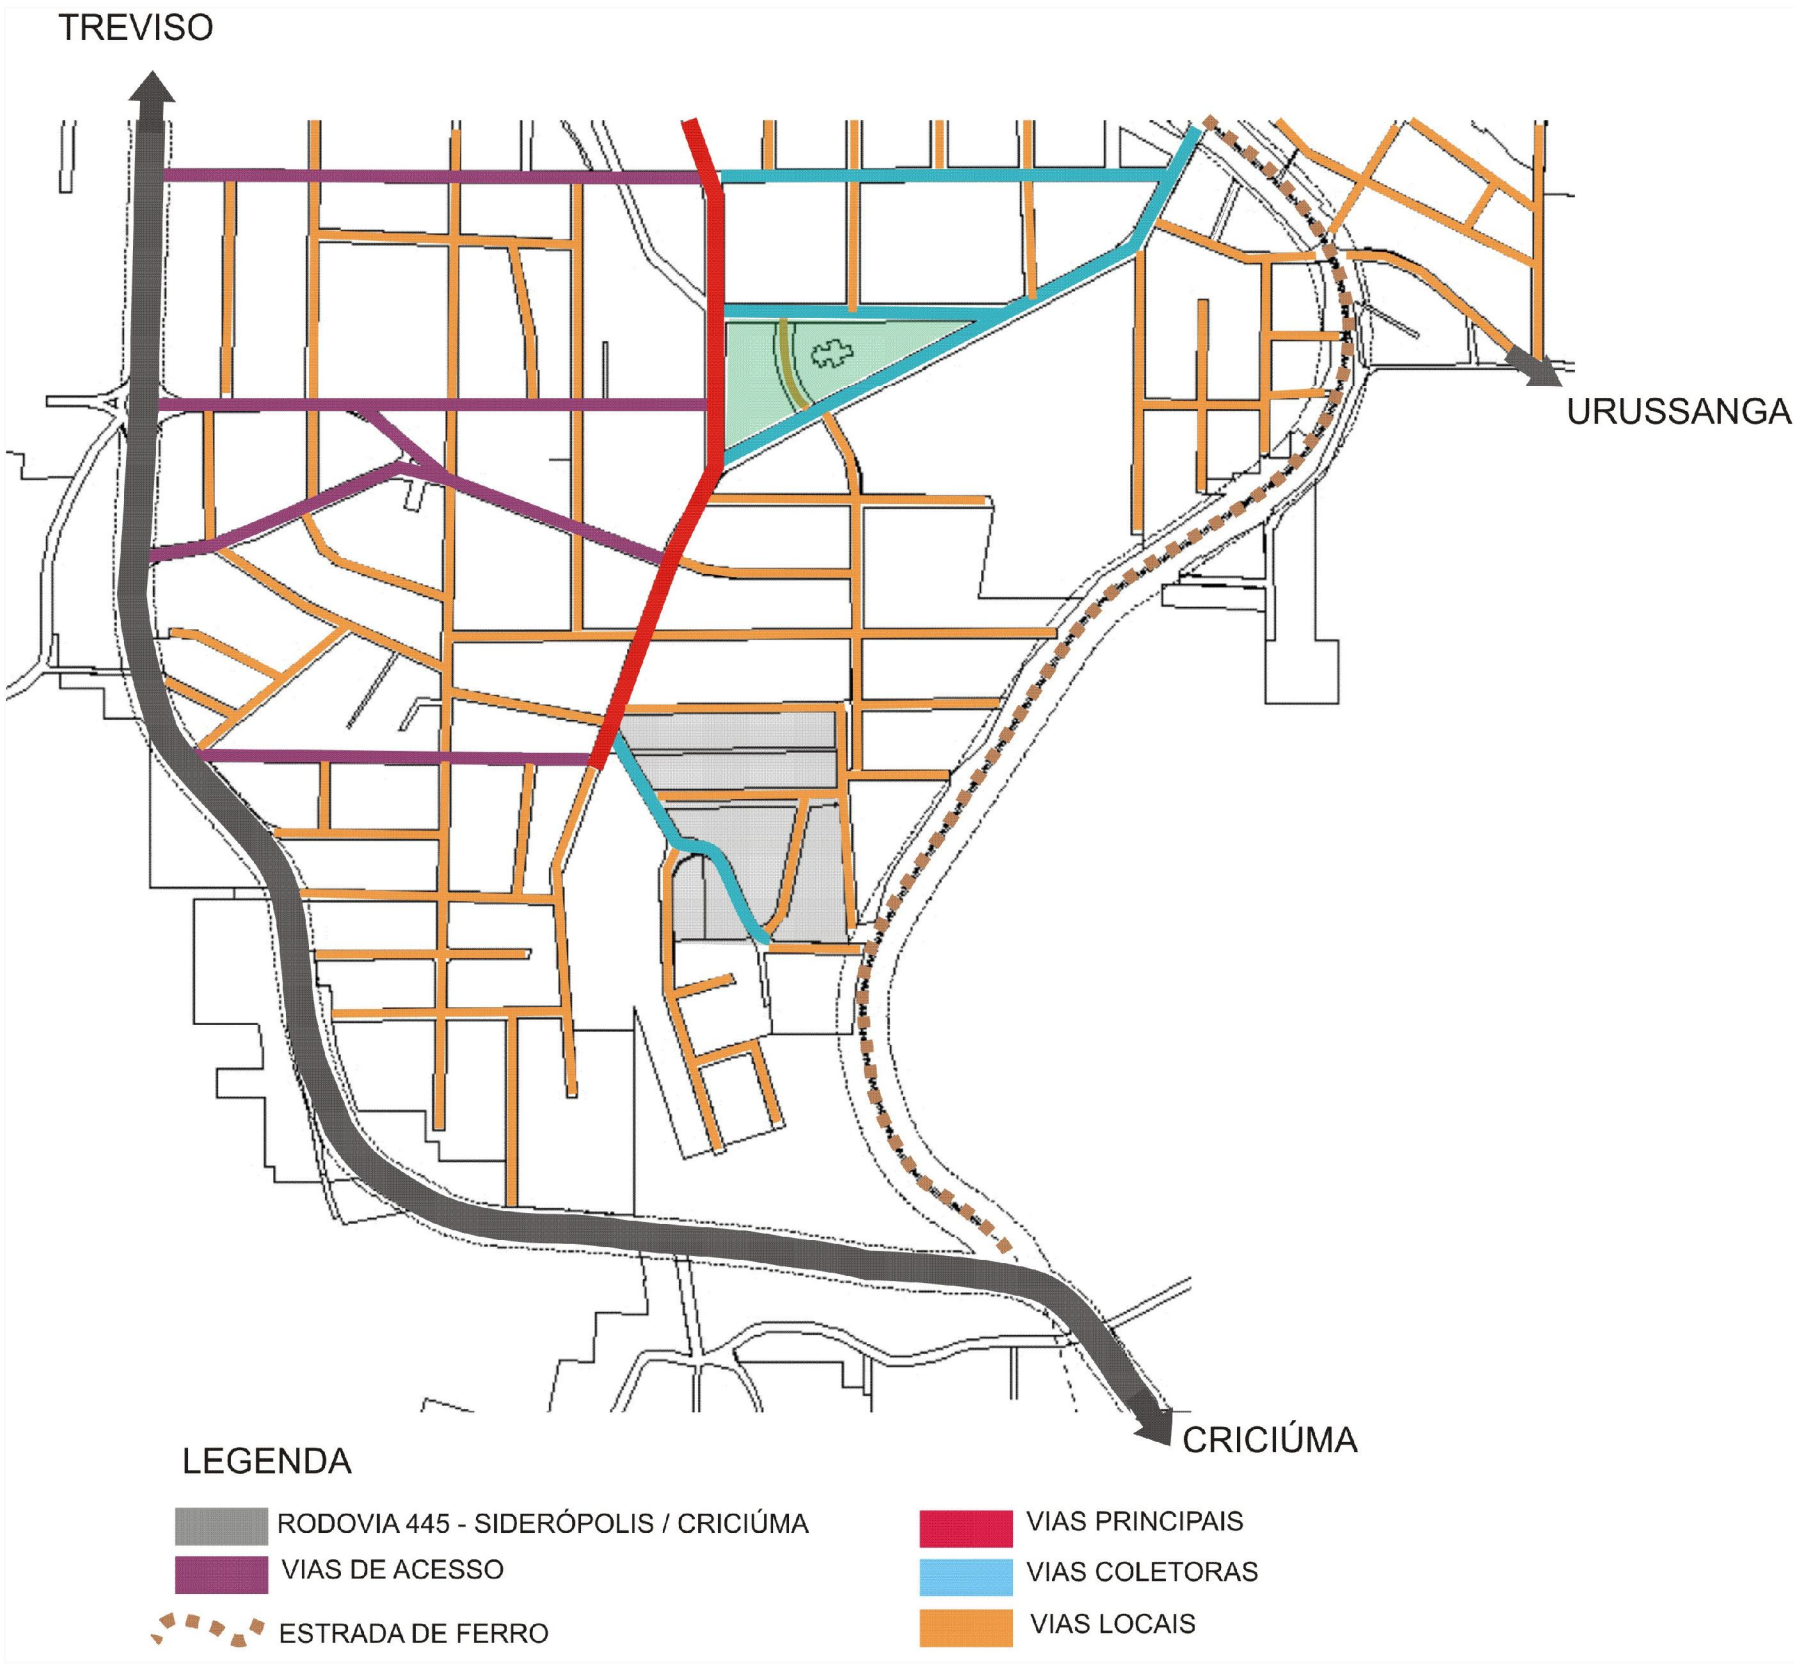 TREVISO
URUSSANGA
CRICIÚMA
LEGENDA
RODOVIA 445 - SIDERÓPOLIS / CRICIÚMA
VIAS DE ACESSO
ESTRADA DE FERRO
VIAS PRINCIPAIS
VIAS COLETORAS
VIAS LOCAIS